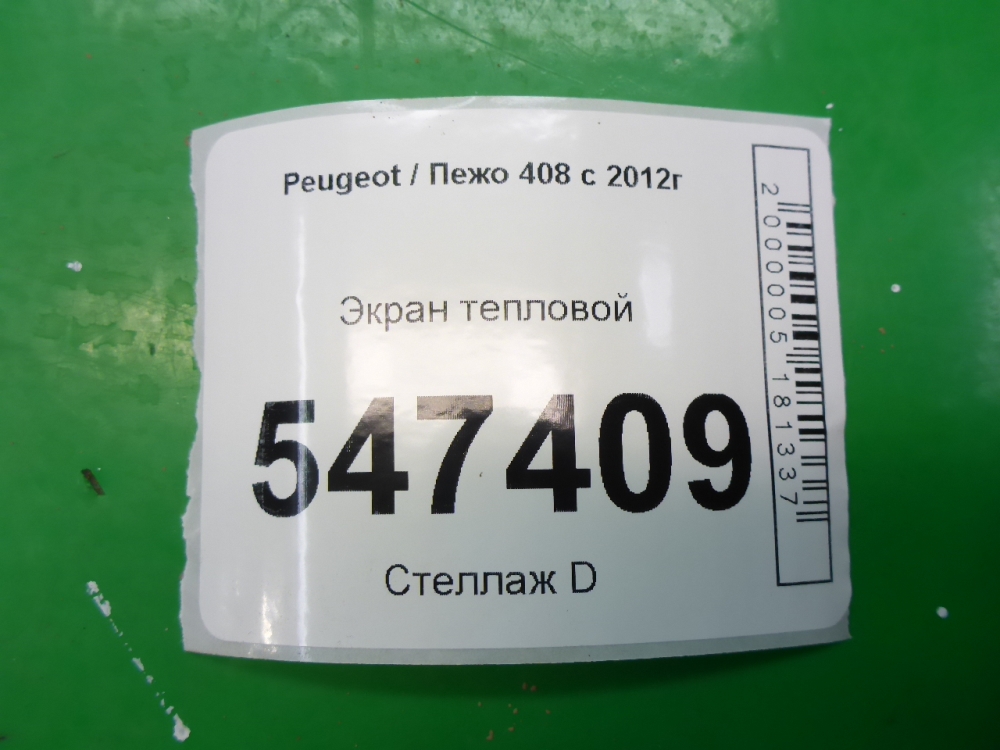 Peugeot / Пежо 408 с 2012г
Экран тепловой
547409
Стеллаж D
2000005181337